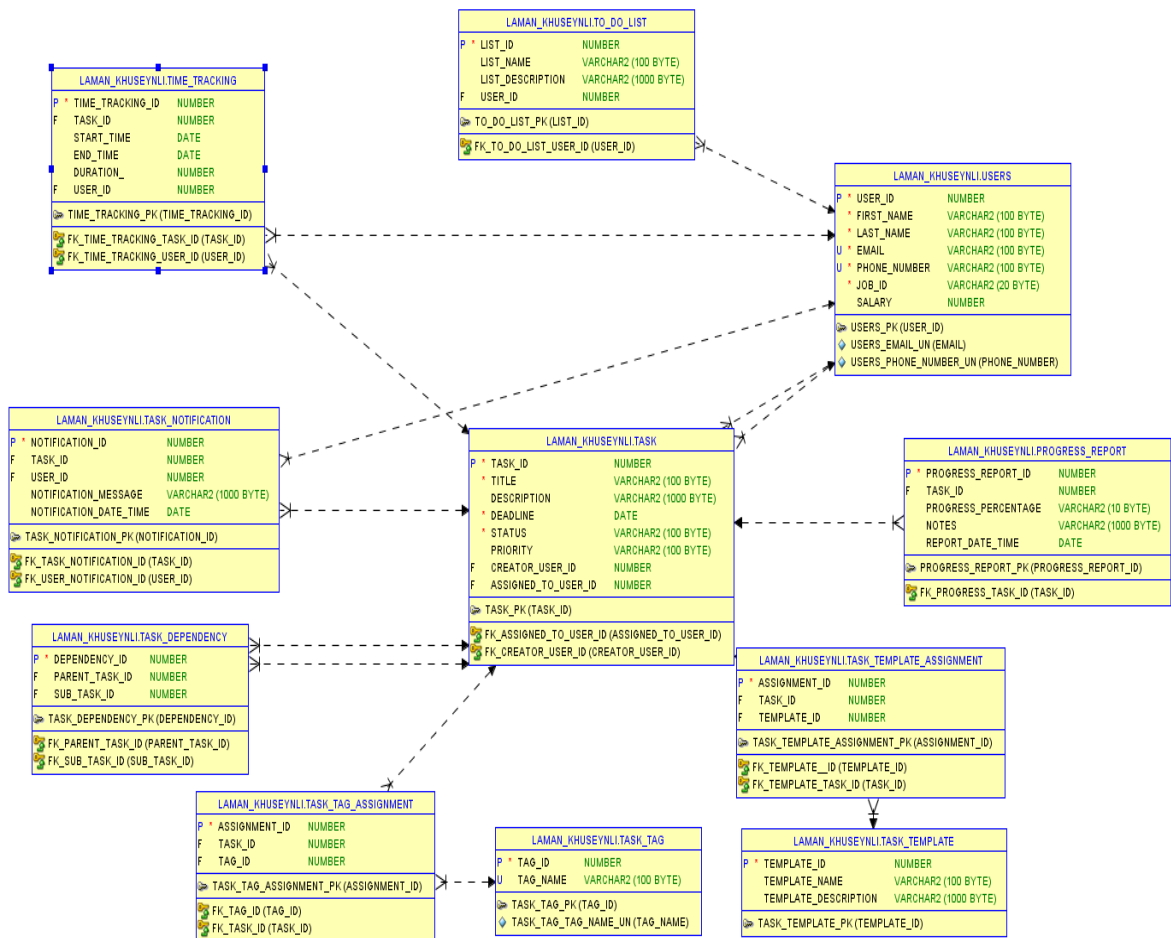 LAMAN_KHUSEYNLI.TO_DO_LIST
P * LIST_ID NUMBER
LIST_NAME VARCHAR2 (100 BYTE)
LIST_DESCRIPTION VARCHAR2 (1000 BYTE)
F USER_ID NUMBER
TO_DO_LIST_PK (LIST_ID)
FK_TO_DO_LIST_USER_ID (USER_ID)
LAMAN_KHUSEYNLI.TIME_TRACKING
P * TIME_TRACKING_ID NUMBER
F TASK_ID NUMBER
START_TIME DATE
END_TIME DATE
DURATION_ NUMBER
F USER_ID NUMBER
TIME_TRACKING_PK (TIME_TRACKING_ID)
FK_TIME_TRACKING_TASK_ID (TASK_ID)
FK_TIME_TRACKING_USER_ID (USER_ID)
LAMAN_KHUSEYNLI.USERS
P * USER_ID NUMBER
* FIRST_NAME VARCHAR2 (100 BYTE)
* LAST_NAME VARCHAR2 (100 BYTE)
U * EMAIL VARCHAR2 (100 BYTE)
U * PHONE_NUMBER VARCHAR2 (100 BYTE)
* JOB_ID VARCHAR2 (20 BYTE)
SALARY NUMBER
USERS_PK (USER_ID)
USERS_EMAIL_UN (EMAIL)
USERS_PHONE_NUMBER_UN (PHONE_NUMBER)
LAMAN_KHUSEYNLI.TASK_NOTIFICATION
P * NOTIFICATION_ID NUMBER
F TASK_ID NUMBER
F USER_ID NUMBER
NOTIFICATION_MESSAGE VARCHAR2 (1000 BYTE)
NOTIFICATION_DATE_TIME DATE
TASK_NOTIFICATION_PK (NOTIFICATION_ID)
FK_TASK_NOTIFICATION_ID (TASK_ID)
FK_USER_NOTIFICATION_ID (USER_ID)
LAMAN_KHUSEYNLI.TASK
P * TASK_ID NUMBER
* TITLE VARCHAR2 (100 BYTE)
DESCRIPTION VARCHAR2 (1000 BYTE)
* DEADLINE DATE
* STATUS VARCHAR2 (100 BYTE)
PRIORITY VARCHAR2 (100 BYTE)
F CREATOR_USER_ID NUMBER
F ASSIGNED_TO_USER_ID NUMBER
TASK_PK (TASK_ID)
FK_ASSIGNED_TO_USER_ID (ASSIGNED_TO_USER_ID)
FK_CREATOR_USER_ID (CREATOR_USER_ID)
LAMAN_KHUSEYNLI.PROGRESS_REPORT
P * PROGRESS_REPORT_ID NUMBER
F TASK_ID NUMBER
PROGRESS_PERCENTAGE VARCHAR2 (10 BYTE)
NOTES VARCHAR2 (1000 BYTE)
REPORT_DATE_TIME DATE
PROGRESS_REPORT_PK (PROGRESS_REPORT_ID)
FK_PROGRESS_TASK_ID (TASK_ID)
LAMAN_KHUSEYNLI.TASK_DEPENDENCY
P * DEPENDENCY_ID NUMBER
F PARENT_TASK_ID NUMBER
F SUB_TASK_ID NUMBER
TASK_DEPENDENCY_PK (DEPENDENCY_ID)
FK_PARENT_TASK_ID (PARENT_TASK_ID)
FK_SUB_TASK_ID (SUB_TASK_ID)
LAMAN_KHUSEYNLI.TASK_TEMPLATE_ASSIGNMENT
P * ASSIGNMENT_ID NUMBER
F TASK_ID NUMBER
F TEMPLATE_ID NUMBER
TASK_TEMPLATE_ASSIGNMENT_PK (ASSIGNMENT_ID)
FK_TEMPLATE__ID (TEMPLATE_ID)
FK_TEMPLATE_TASK_ID (TASK_ID)
LAMAN_KHUSEYNLI.TASK_TAG_ASSIGNMENT
P * ASSIGNMENT_ID NUMBER
F TASK_ID NUMBER
F TAG_ID NUMBER
TASK_TAG_ASSIGNMENT_PK (ASSIGNMENT_ID)
FK_TAG_ID (TAG_ID)
FK_TASK_ID (TASK_ID)
LAMAN_KHUSEYNLI.TASK_TAG
P * TAG_ID NUMBER
U TAG_NAME VARCHAR2 (100 BYTE)
TASK_TAG_PK (TAG_ID)
TASK_TAG_TAG_NAME_UN (TAG_NAME)
LAMAN_KHUSEYNLI.TASK_TEMPLATE
P * TEMPLATE_ID NUMBER
TEMPLATE_NAME VARCHAR2 (100 BYTE)
TEMPLATE_DESCRIPTION VARCHAR2 (1000 BYTE)
TASK_TEMPLATE_PK (TEMPLATE_ID)